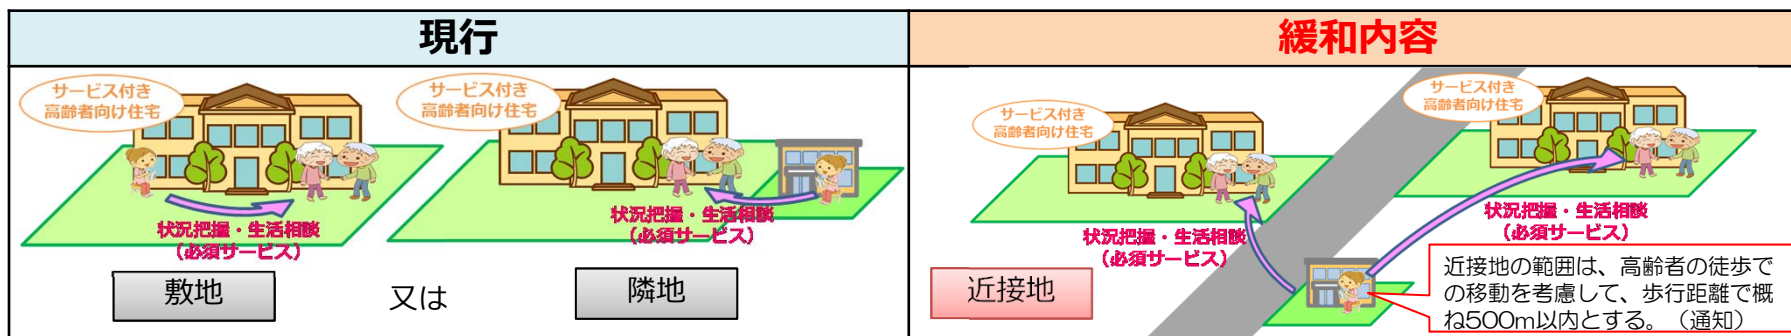 現行
サービス付き
高齢者向け住宅
状況把握・生活相談
（必須サービス）
敷地
又は
サービス付き
高齢者向け住宅
状況把握・生活相談
（必須サービス）
隣地
緩和内容
サービス付き
高齢者向け住宅
状況把握・生活相談
（必須サービス）
サービス付き
高齢者向け住宅
状況把握・生活相談
（必須サービス）
近接地
近接地の範囲は、高齢者の徒歩で
の移動を考慮して、歩行距離で概
ね500m以内とする。（通知）